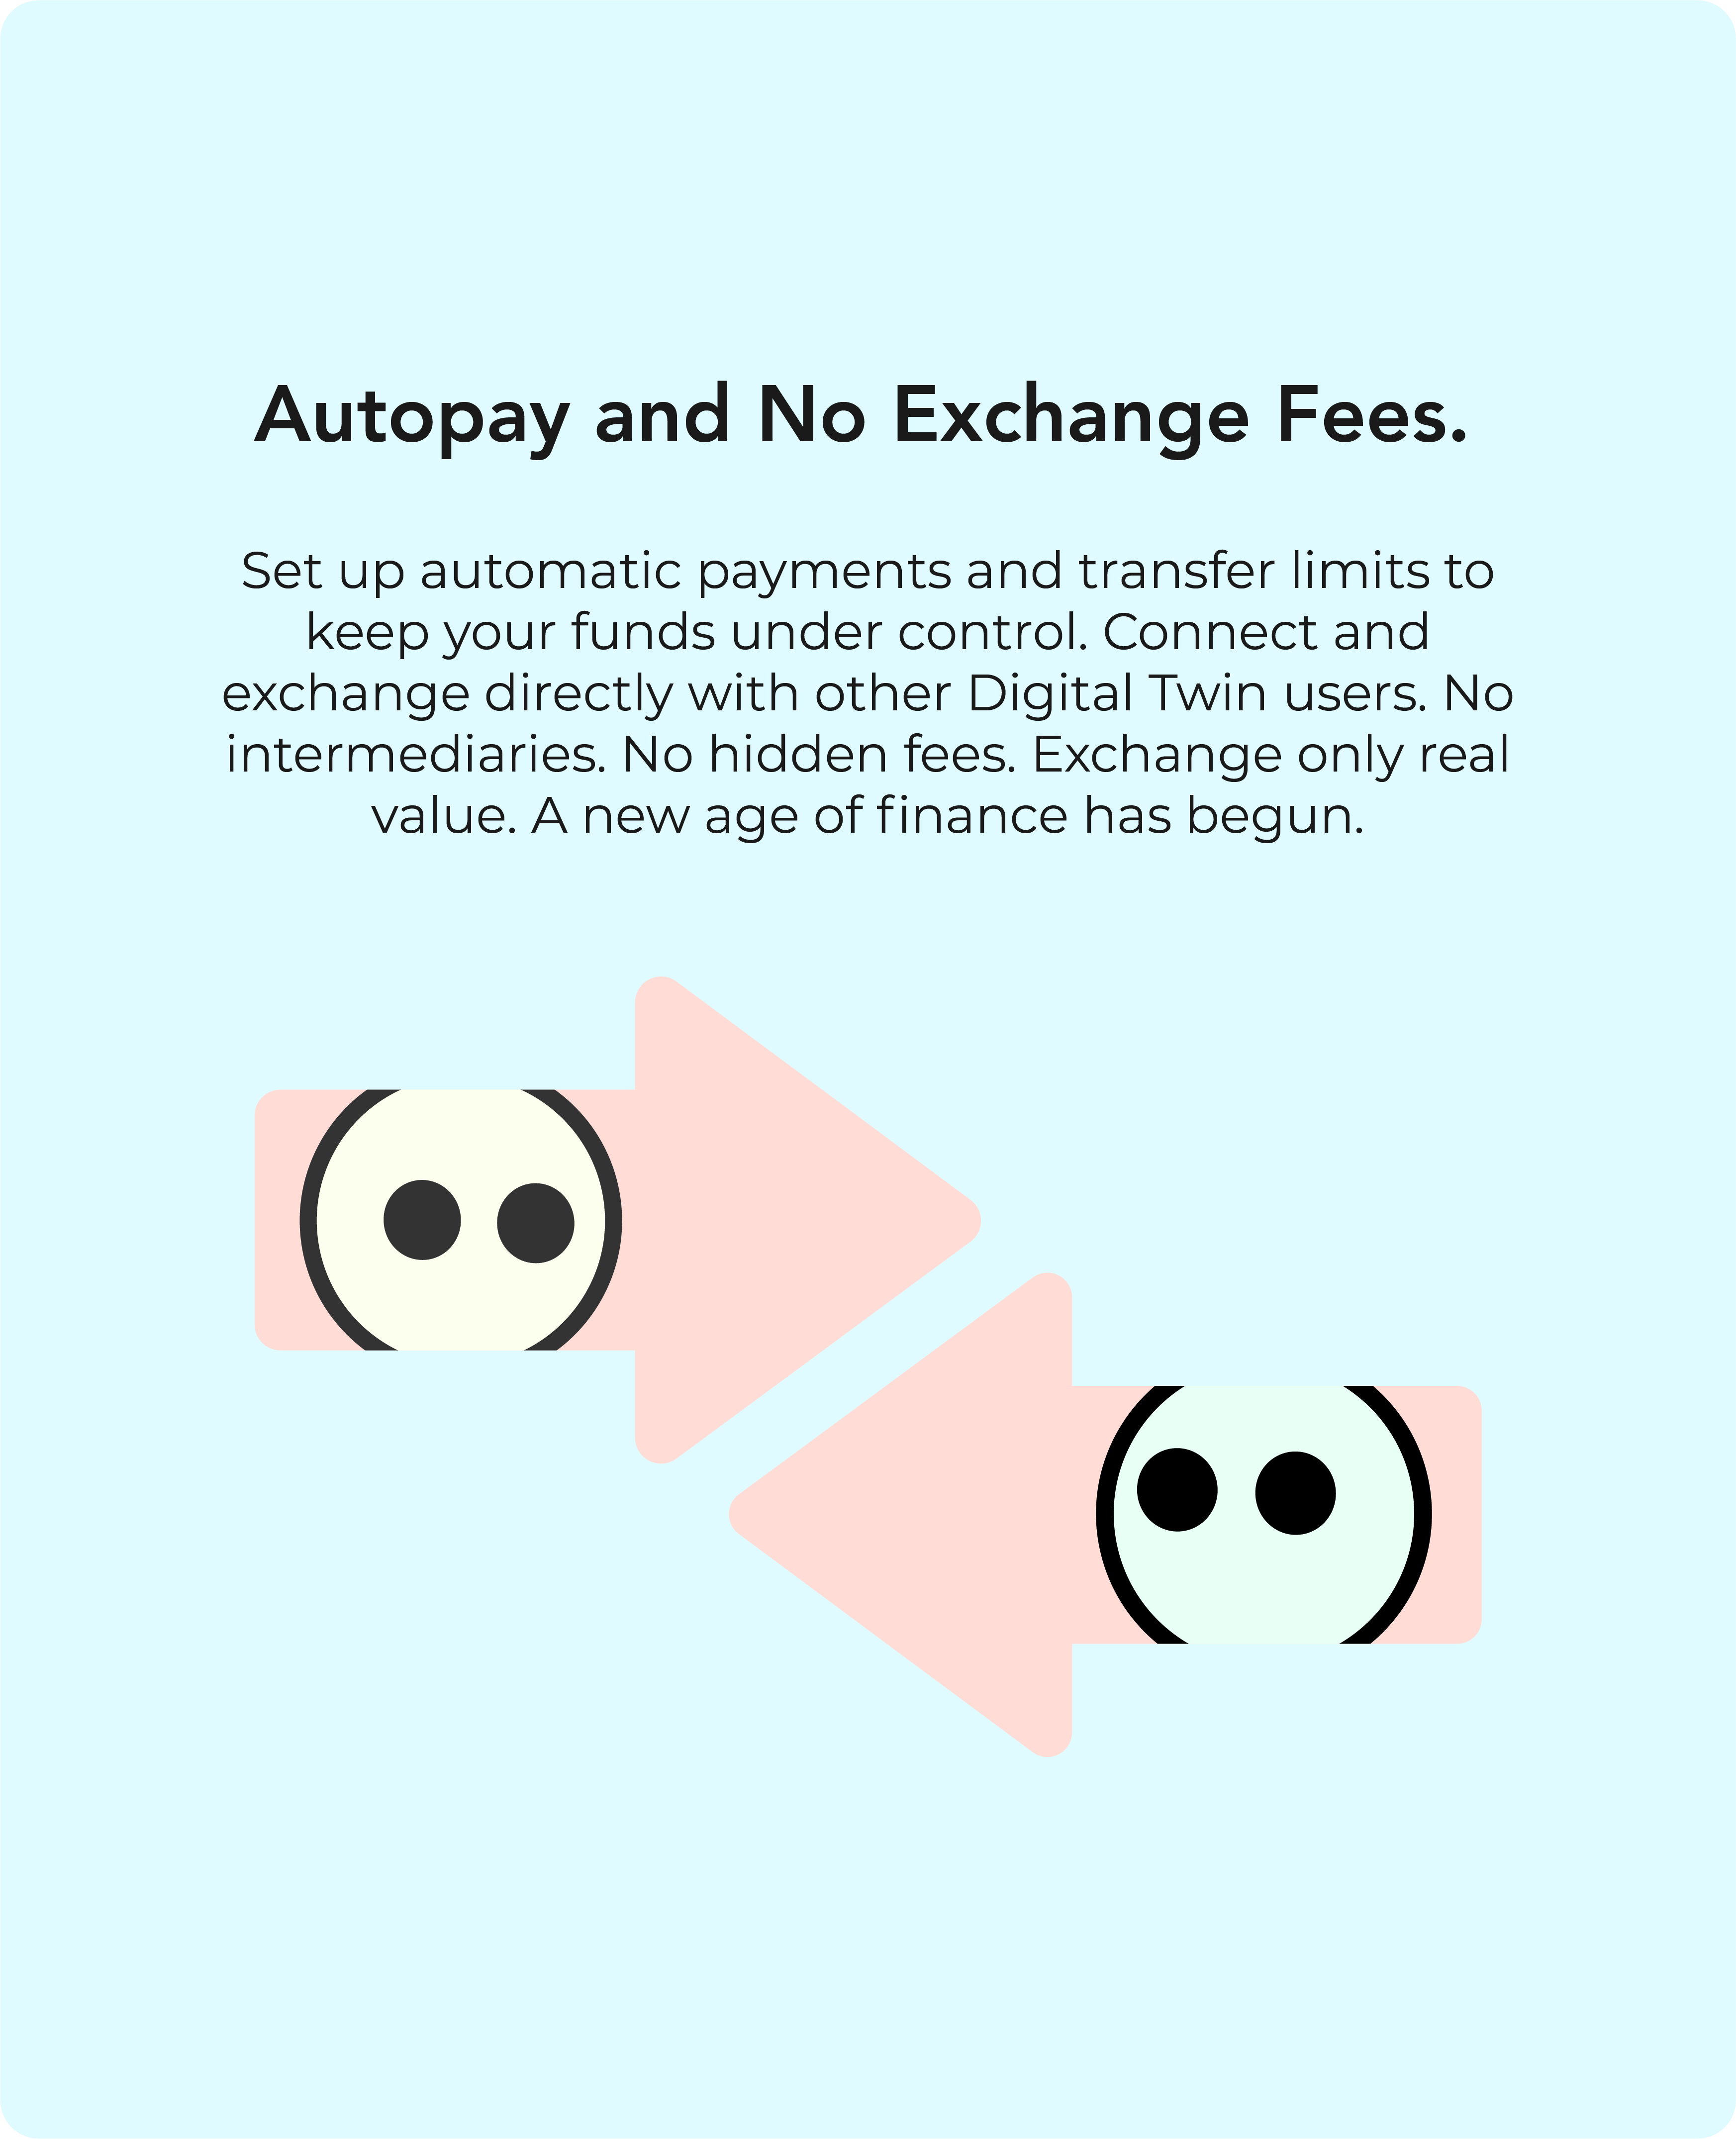 Autopay and No Exchange Fees.
Set up automatic payments and transfer limits to
keep your funds under control. Connect and
exchange directly with other Digital Twin users. No
intermediaries. No hidden fees. Exchange only real
value. A new age of finance has begun.